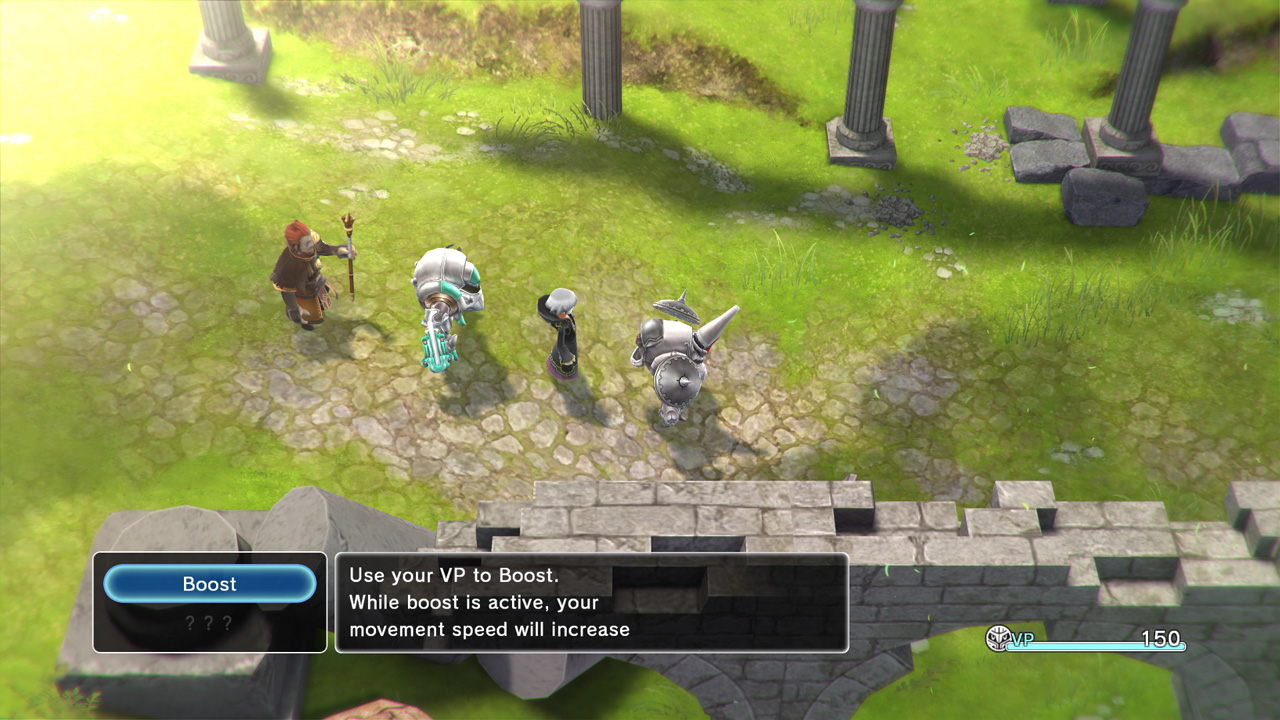 Boost
? ? ?
Use your VP to Boost.
While boost is active, your
movement speed will increase
VP 150